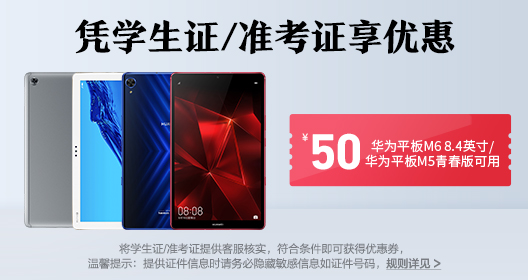 凭学生证/准考证享优惠
¥50
华为平板M6 8.4英寸/
华为平板M5青春版可用
08:08
HUAWEI
将学生证/准考证提供客服核实，符合条件即可获得优惠券，
温馨提示：提供证件信息时请务必隐藏敏感信息如证件号码，规则详见 >